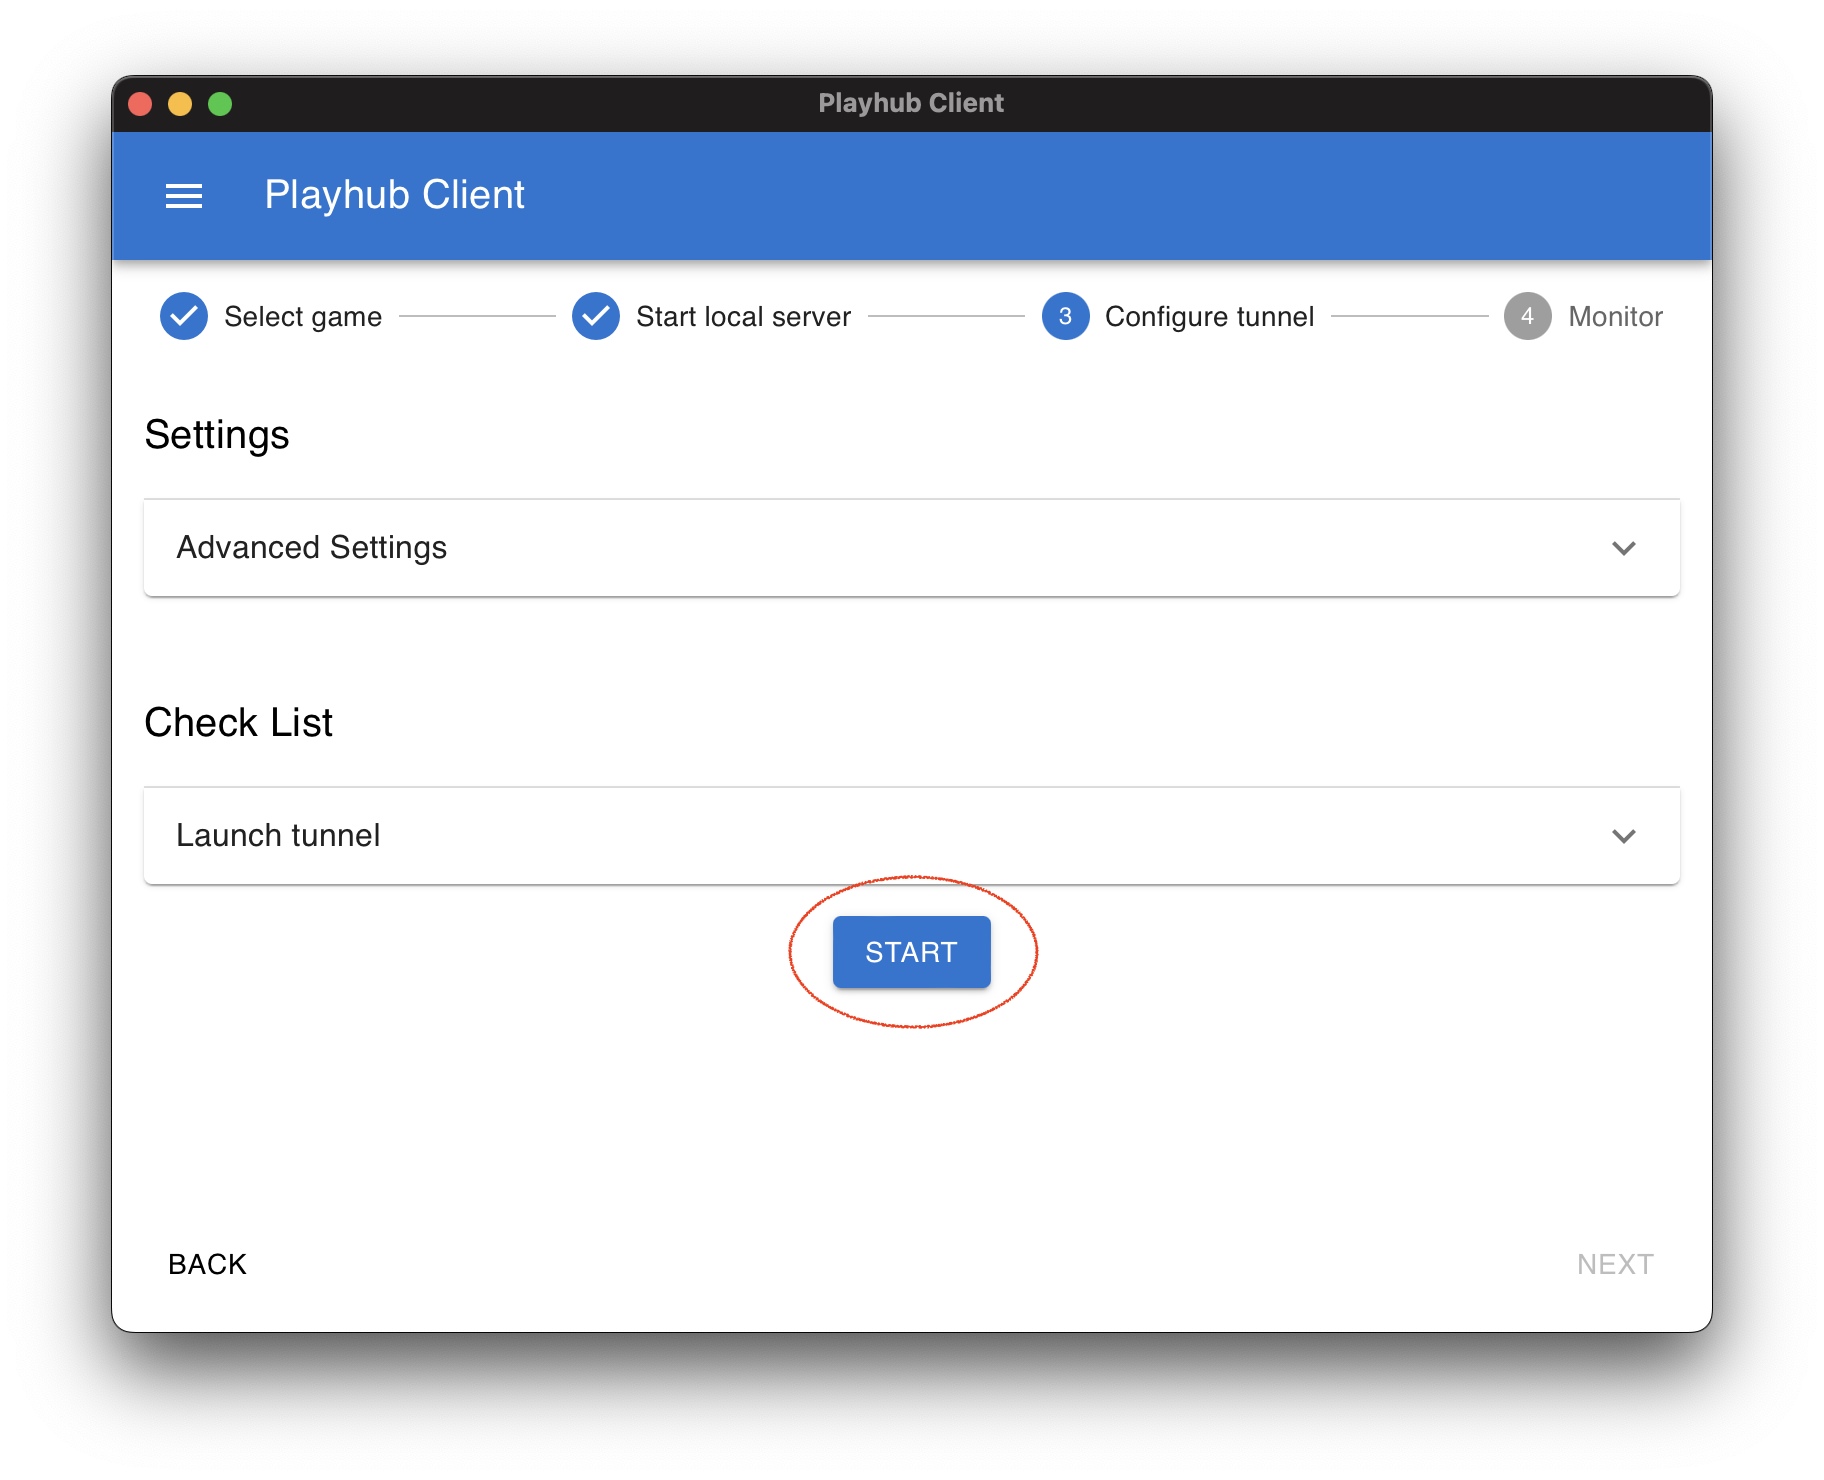 Playhub Client
Playhub Client
Select game
Start local server
3
Configure tunnel
4
Monitor
Settings
Advanced Settings
Check List
Launch tunnel
START
BACK
NEXT